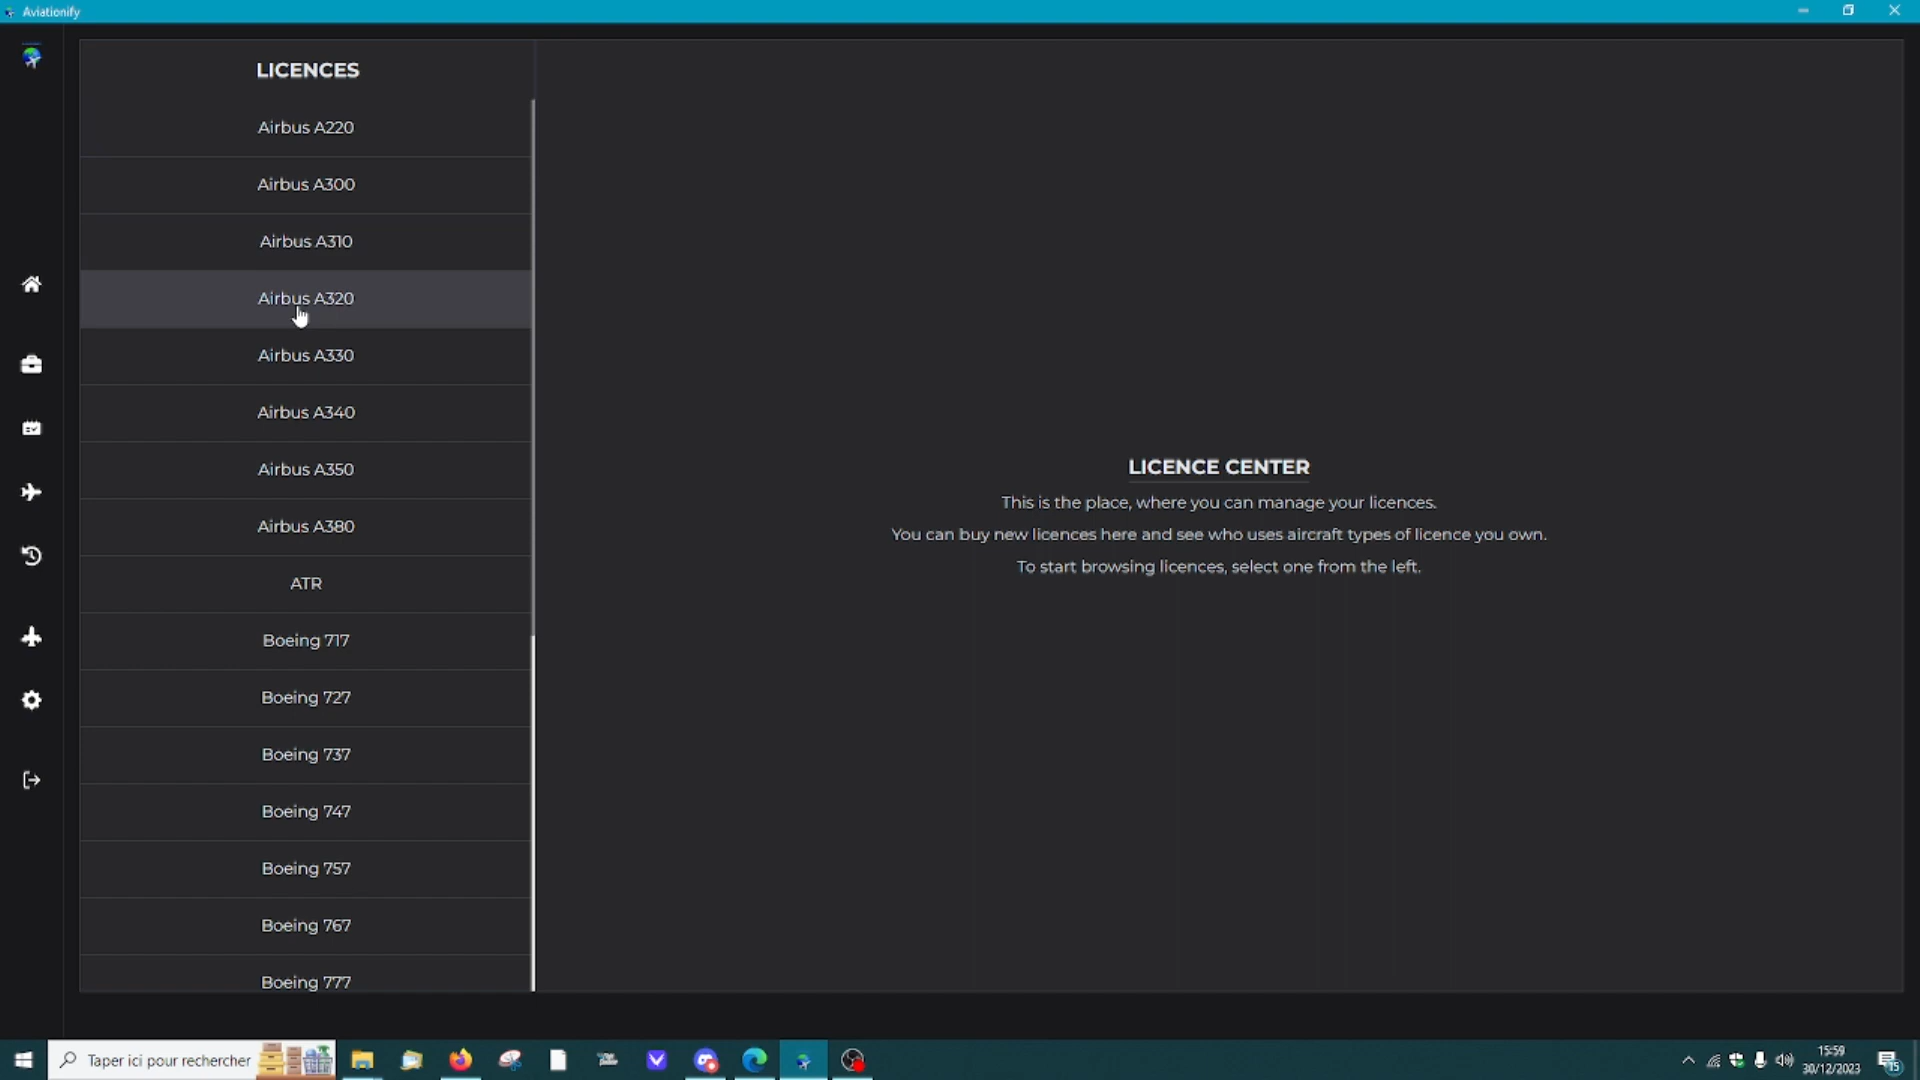 Aviationify
LICENCES
Airbus A220
Airbus A300
Airbus A310
Airbus A320
Airbus A330
Airbus A340
Airbus A350
Airbus A380
ATR
Boeing 717
Boeing 727
Boeing 737
Boeing 747
Boeing 757
Boeing 767
Boeing 777
LICENCE CENTER
This is the place, where you can manage your licences.
You can buy new licences here and see who uses aircraft types of licence you own.
To start browsing licences, select one from the left.
Taper ici pour rechercher
15:59
30/12/2023
15